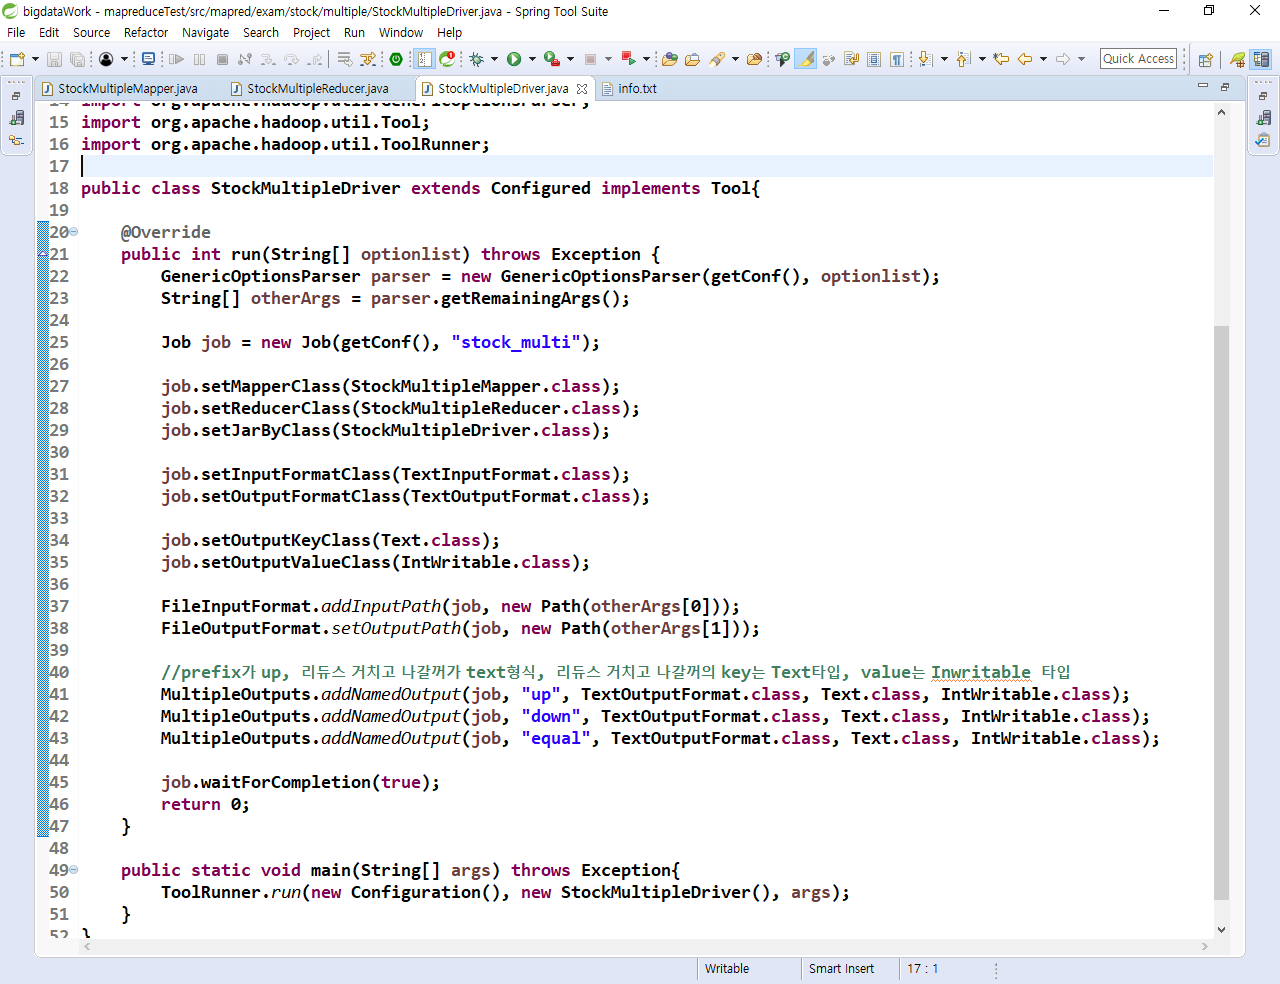 bigdataWork - mapreduceTest/src/mapred/exam/stock/multiple/StockMultipleDriver.java - Spring Tool Suite
File Edit Source Refactor Navigate Search Project Run Window Help
Quick Access
StockMultipleMapper.java StockMultipleReducer.java StockMultipleDriver.java info.txt
14 import org.apache.hadoop.util.GenericOptionsParser;
15 import org.apache.hadoop.util.Tool;
16 import org.apache.hadoop.util.ToolRunner;
17
18 public class StockMultipleDriver extends Configured implements Tool{
19
20 @Override
21 public int run(String[] optionlist) throws Exception {
22 GenericOptionsParser parser = new GenericOptionsParser(getConf(), optionlist);
23 String[] otherArgs = parser.getRemainingArgs();
24
25 Job job = new Job(getConf(), "stock_multi");
26
27 job.setMapperClass(StockMultipleMapper.class);
28 job.setReducerClass(StockMultipleReducer.class);
29 job.setJarByClass(StockMultipleDriver.class);
30
31 job.setInputFormatClass(TextInputFormat.class);
32 job.setOutputFormatClass(TextOutputFormat.class);
33
34 job.setOutputKeyClass(Text.class);
35 job.setOutputValueClass(IntWritable.class);
36
37 FileInputFormat.addInputPath(job, new Path(otherArgs[0]));
38 FileOutputFormat.setOutputPath(job, new Path(otherArgs[1]));
39
40 //prefix가 up, 리듀스 거치고 나갈꺼가 text형식, 리듀스 거치고 나갈꺼의 key는 Text타입, value는 Inwritable 타입
41 MultipleOutputs.addNamedOutput(job, "up", TextOutputFormat.class, Text.class, IntWritable.class);
42 MultipleOutputs.addNamedOutput(job, "down", TextOutputFormat.class, Text.class, IntWritable.class);
43 MultipleOutputs.addNamedOutput(job, "equal", TextOutputFormat.class, Text.class, IntWritable.class);
44
45 job.waitForCompletion(true);
46 return 0;
47 }
48
49 public static void main(String[] args) throws Exception{
50 ToolRunner.run(new Configuration(), new StockMultipleDriver(), args);
51 }
52 }
Writable Smart Insert 17 : 1